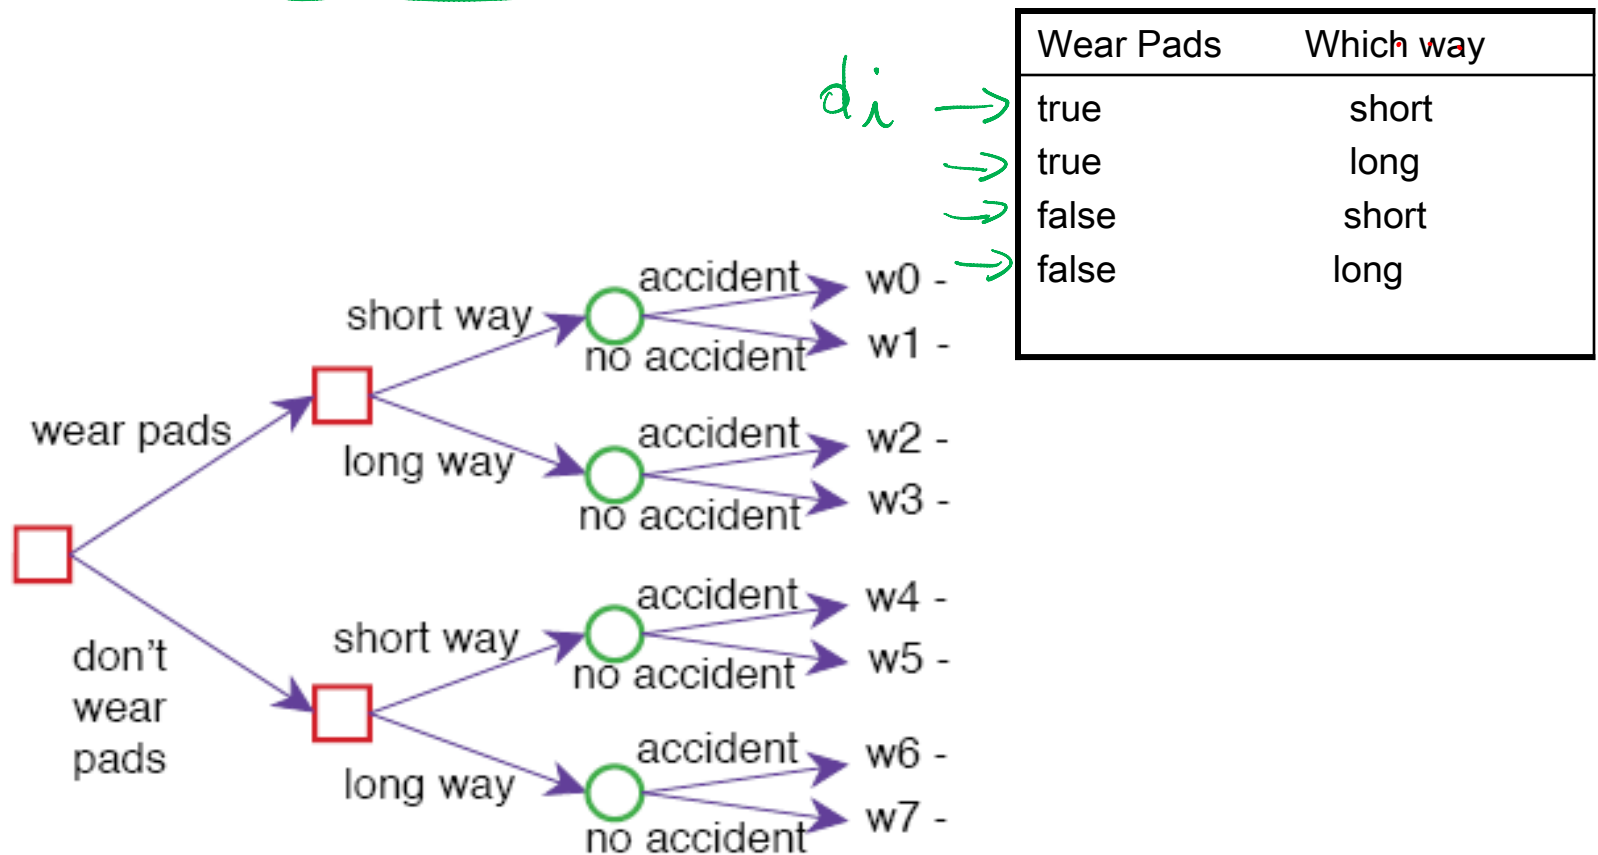 Wear Pads Which way
di → true short
→ true long
→ false short
→ false long
accident w0 -
short way
no accident w1 -
wear pads
accident w2 -
long way
no accident w3 -
accident w4 -
short way
no accident w5 -
don't
wear
pads
accident w6 -
long way
no accident w7 -